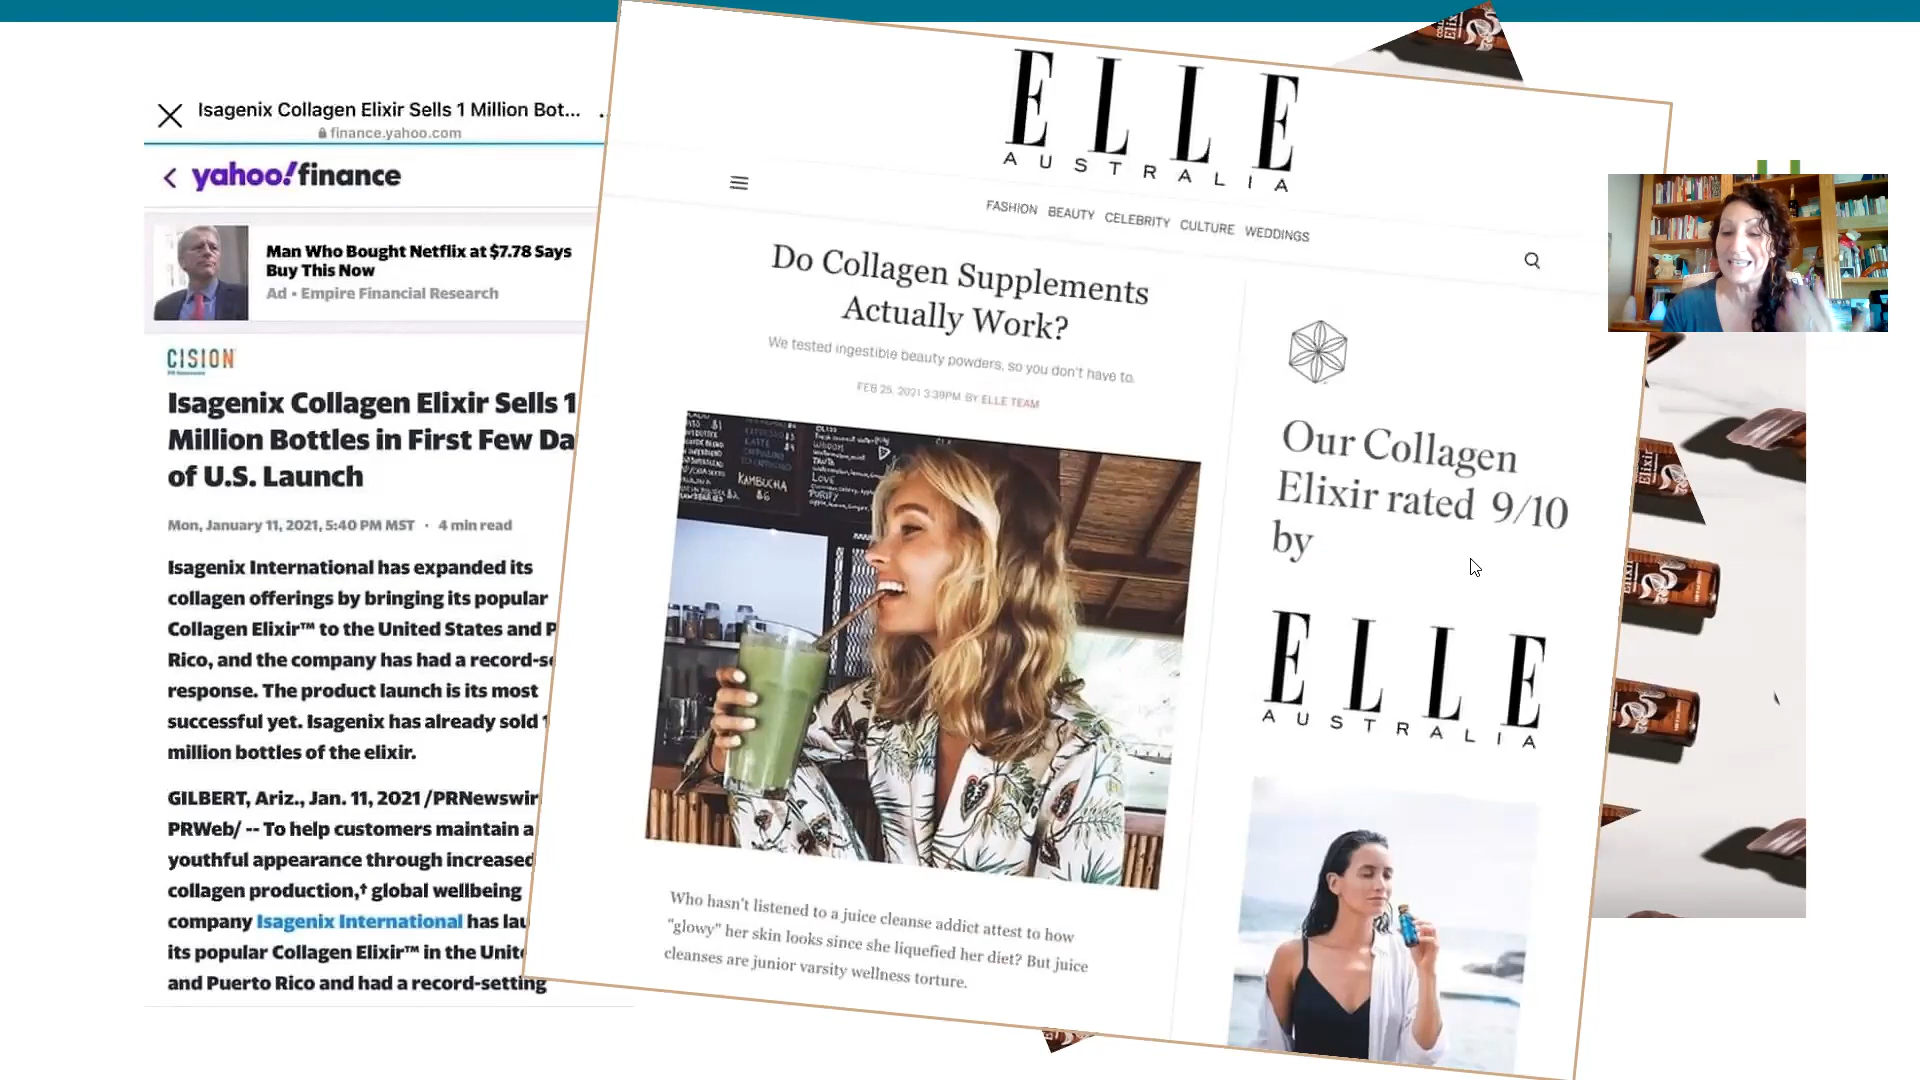 Isagenix Collagen Elixir Sells 1 Million Bot...
finance.yahoo.com
yahoo!finance
Man Who Bought Netflix at $7.78 Says
Buy This Now
Ad • Empire Financial Research
CISION
Isagenix Collagen Elixir Sells 1
Million Bottles in First Few Da
of U.S. Launch
Mon, January 11, 2021, 5:40 PM MST · 4 min read
Isagenix International has expanded its
collagen offerings by bringing its popular
Collagen Elixir™ to the United States and P
Rico, and the company has had a record-se
response. The product launch is its most
successful yet. Isagenix has already sold 1
million bottles of the elixir.
GILBERT, Ariz., Jan. 11, 2021 /PRNewswir
PRWeb/ -- To help customers maintain a
youthful appearance through increased
collagen production,† global wellbeing
company Isagenix International has lau
its popular Collagen Elixir™ in the Unite
and Puerto Rico and had a record-setting
ELLE
AUSTRALIA
FASHION BEAUTY CELEBRITY CULTURE WEDDINGS
Do Collagen Supplements
Actually Work?
We tested ingestible beauty powders, so you don't have to.
FEB 25, 2021 3:39PM BY ELLE TEAM
KAMBUCHA
$6
LATTE
LOVE
PURIFY
Who hasn't listened to a juice cleanse addict attest to how
"glowy" her skin looks since she liquefied her diet? But juice
cleanses are junior varsity wellness torture.
Our Collagen
Elixir rated 9/10
by
ELLE
AUSTRALIA
Elixir
Elixir
Elixir